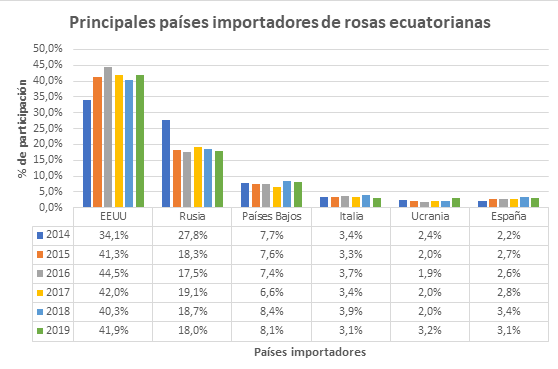 Principales países importadores de rosas ecuatorianas
% de participación
50,0%
45,0%
40,0%
35,0%
30,0%
25,0%
20,0%
15,0%
10,0%
5,0%
0,0%
EEUU Rusia Países Bajos Italia Ucrania España
2014 34,1% 27,8% 7,7% 3,4% 2,4% 2,2%
2015 41,3% 18,3% 7,6% 3,3% 2,0% 2,7%
2016 44,5% 17,5% 7,4% 3,7% 1,9% 2,6%
2017 42,0% 19,1% 6,6% 3,4% 2,0% 2,8%
2018 40,3% 18,7% 8,4% 3,9% 2,0% 3,4%
2019 41,9% 18,0% 8,1% 3,1% 3,2% 3,1%
Países importadores